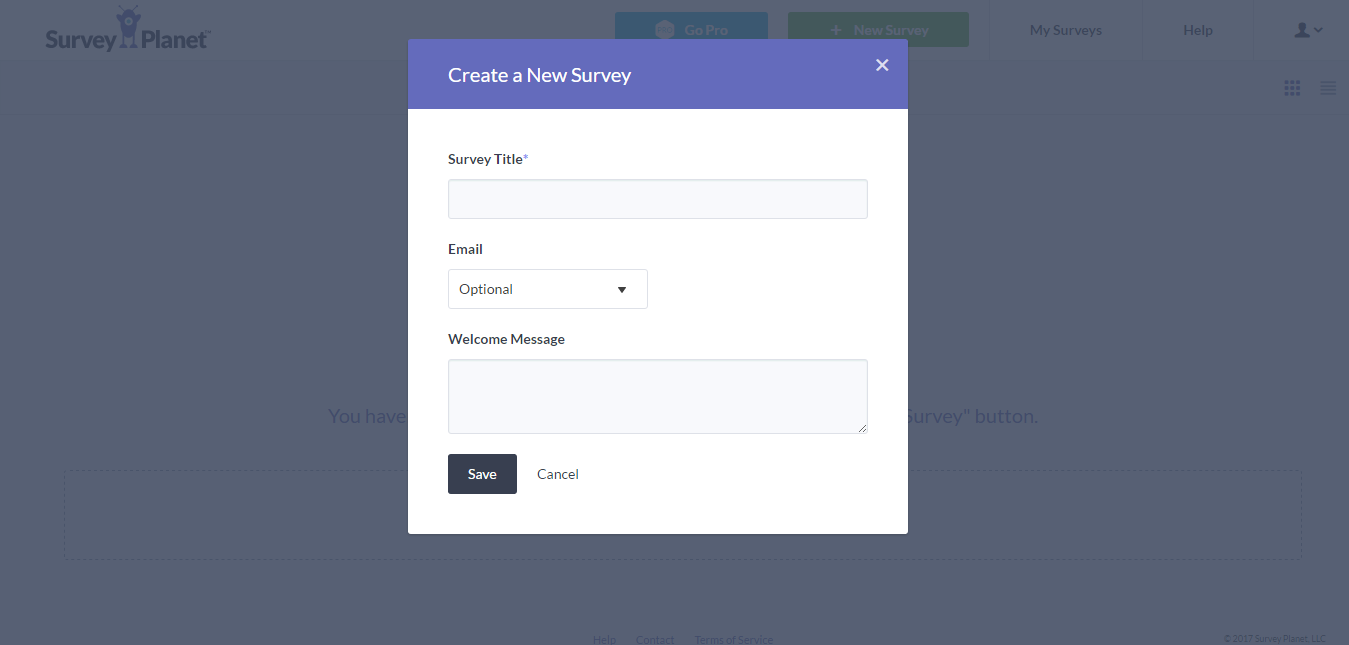 Survey Planet
Go Pro
+ New Survey
My Surveys
Help
Create a New Survey
×
Survey Title*
Email
Optional
Welcome Message
You have
Survey" button.
Save
Cancel
Help
Contact
Terms of Service
© 2017 Survey Planet, LLC